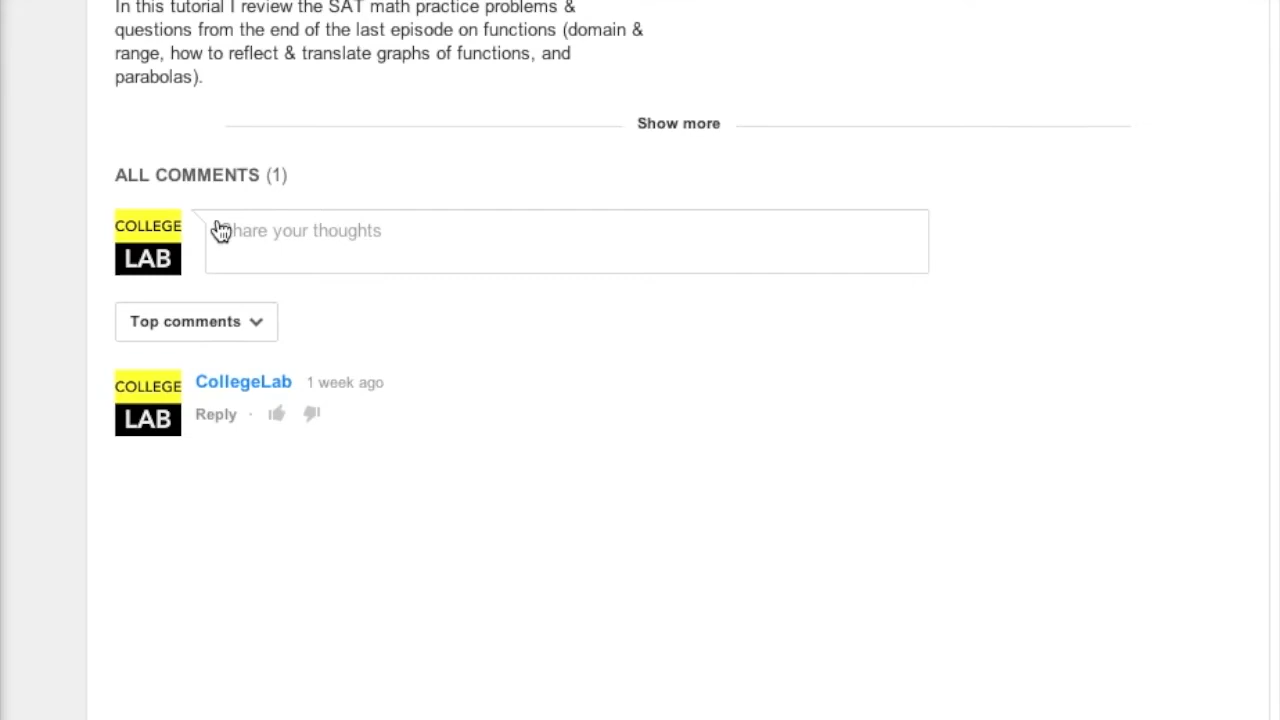 In this tutorial I review the SAT math practice problems &
questions from the end of the last episode on functions (domain &
range, how to reflect & translate graphs of functions, and
parabolas).
Show more
ALL COMMENTS (1)
COLLEGE
LAB
Share your thoughts
Top comments
COLLEGE
LAB
CollegeLab 1 week ago
Reply ·